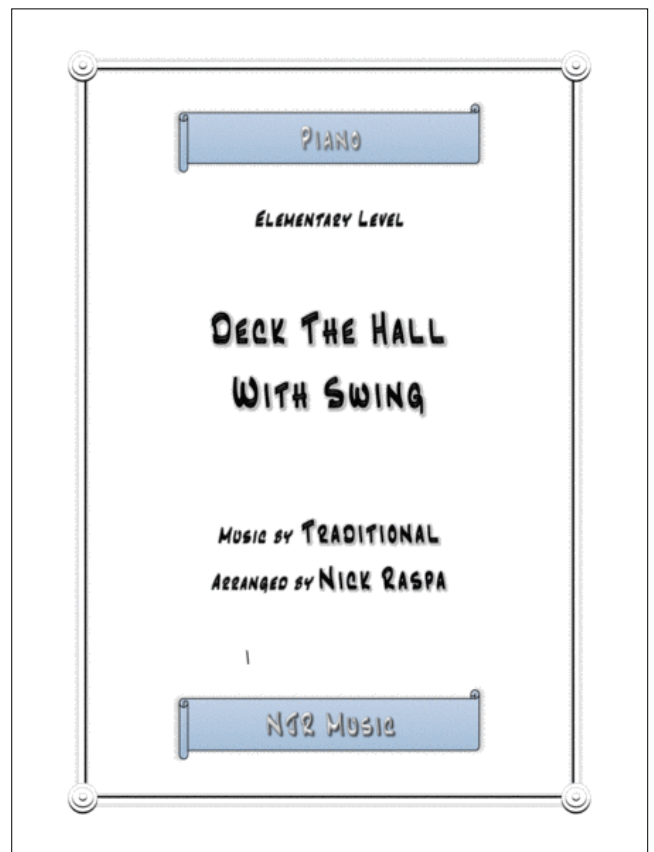 Piano
Elementary Level
Deck The Hall
With Swing
Music by Traditional
Arranged by Nick Raspa
NJR Music